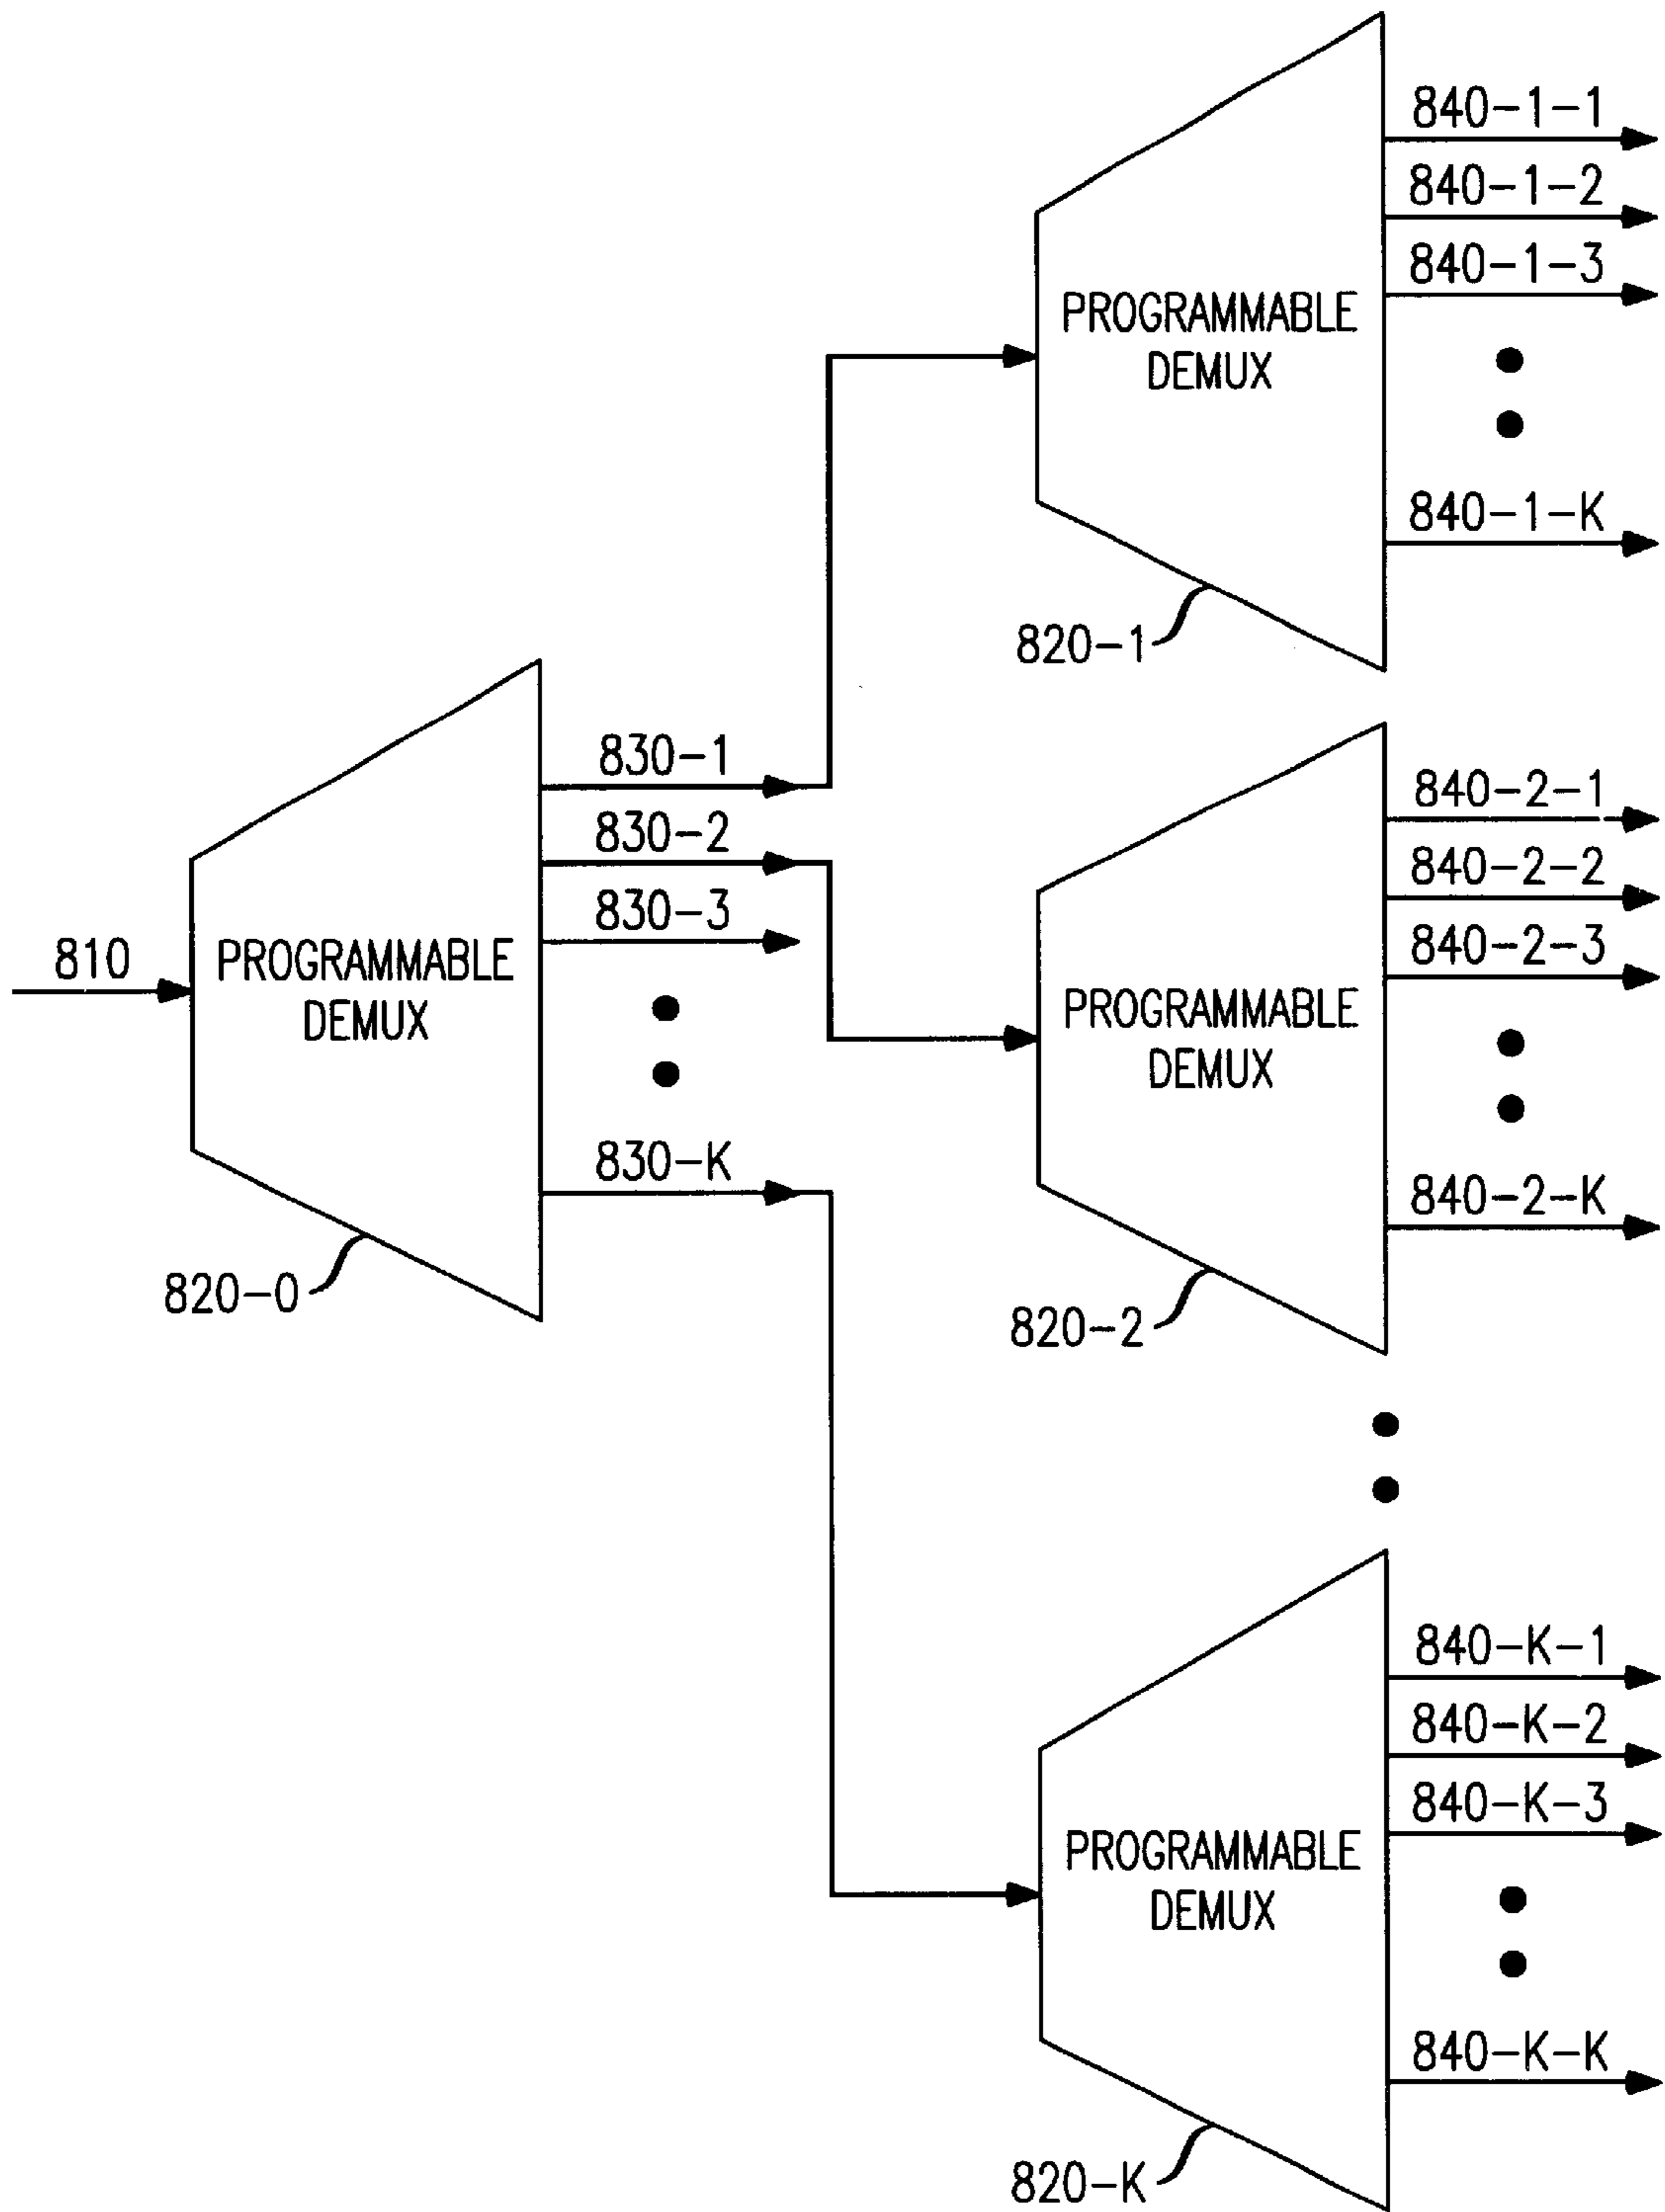 840-1-1
840-1-2
840-1-3
PROGRAMMABLE
DEMUX
840-1-K
820-1
830-1
830-2
830-3
810
PROGRAMMABLE
DEMUX
830-K
820-0
840-2-1
840-2-2
840-2-3
PROGRAMMABLE
DEMUX
840-2-K
820-2
840-K-1
840-K-2
840-K-3
PROGRAMMABLE
DEMUX
840-K-K
820-K